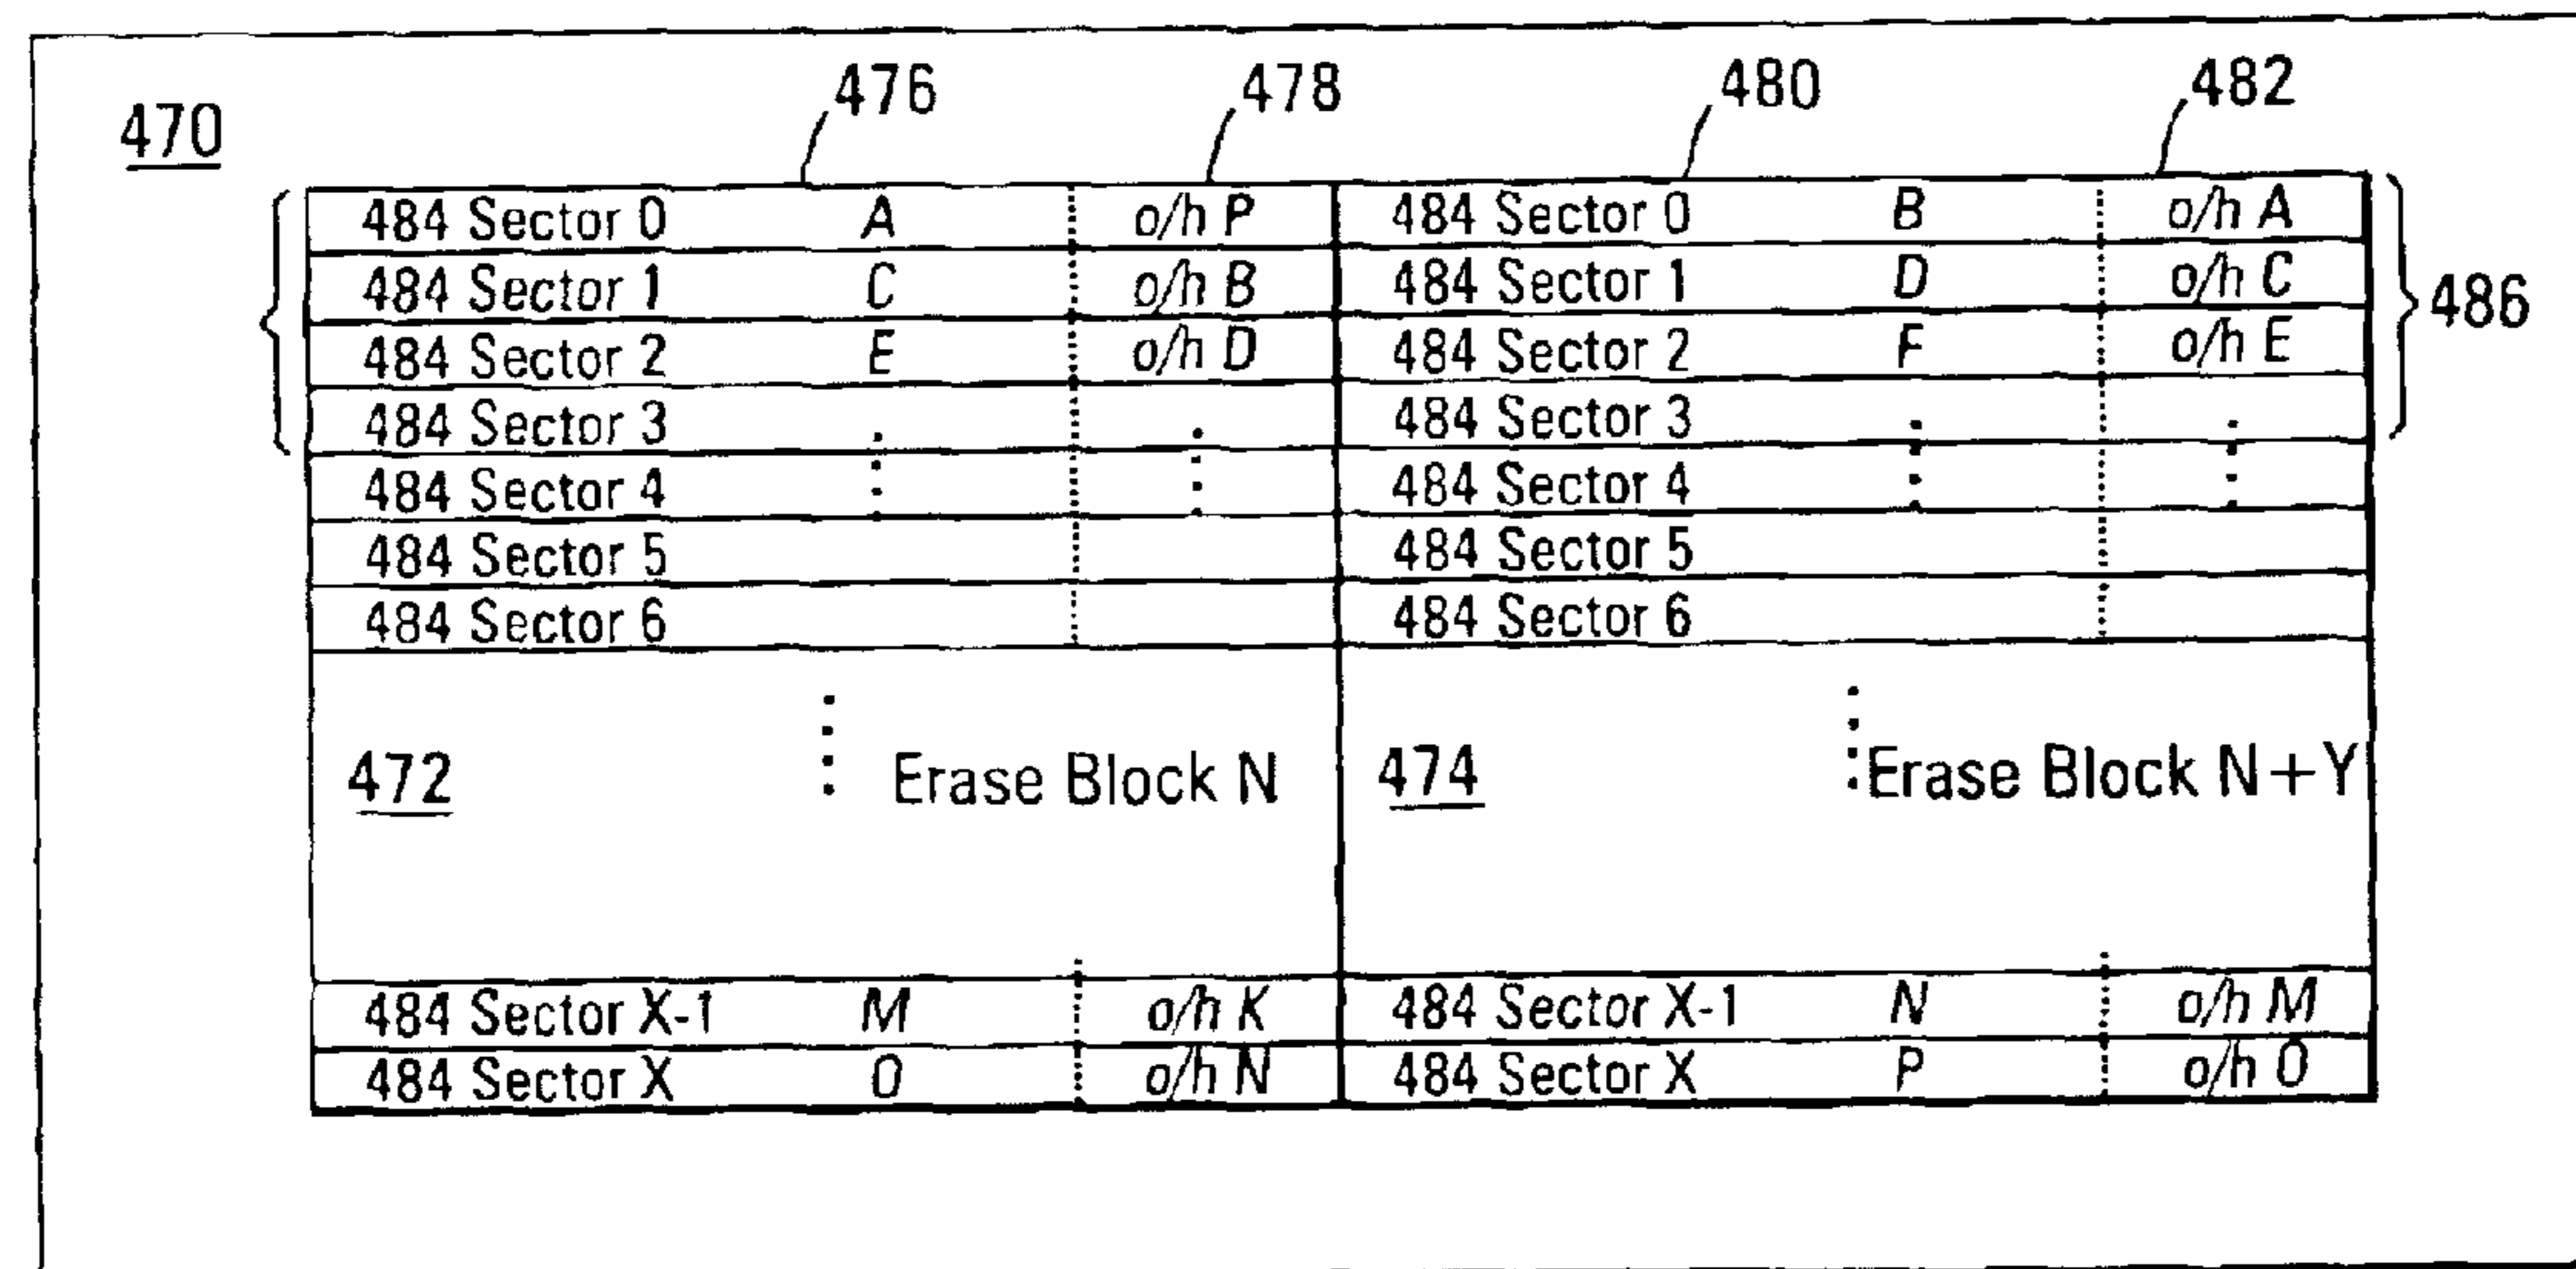 476 478 480 482
470
484 Sector 0 A o/h P 484 Sector 0 B o/h A
484 Sector 1 C o/h B 484 Sector 1 D o/h C
486
484 Sector 2 E o/h D 484 Sector 2 F o/h E
484 Sector 3 484 Sector 3
484 Sector 4 484 Sector 4
484 Sector 5 484 Sector 5
484 Sector 6 484 Sector 6
472 Erase Block N 474 Erase Block N+Y
484 Sector X-1 M o/h K 484 Sector X-1 N o/h M
484 Sector X O o/h N 484 Sector X P o/h O